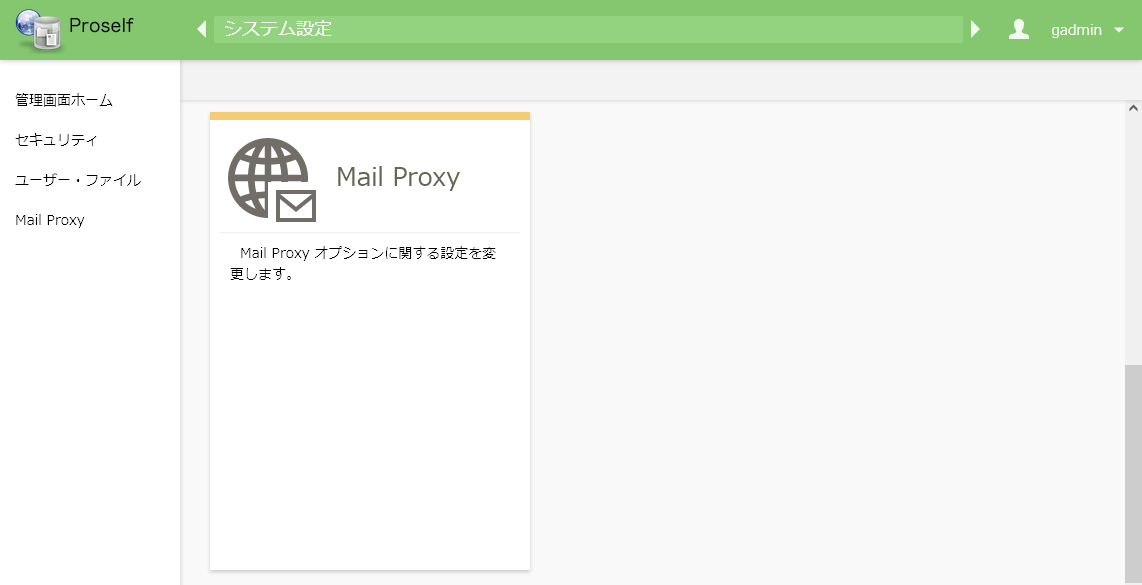 Proself
システム設定
gadmin
管理画面ホーム
セキュリティ
ユーザー・ファイル
Mail Proxy
Mail Proxy
Mail Proxy オプションに関する設定を変
更します。